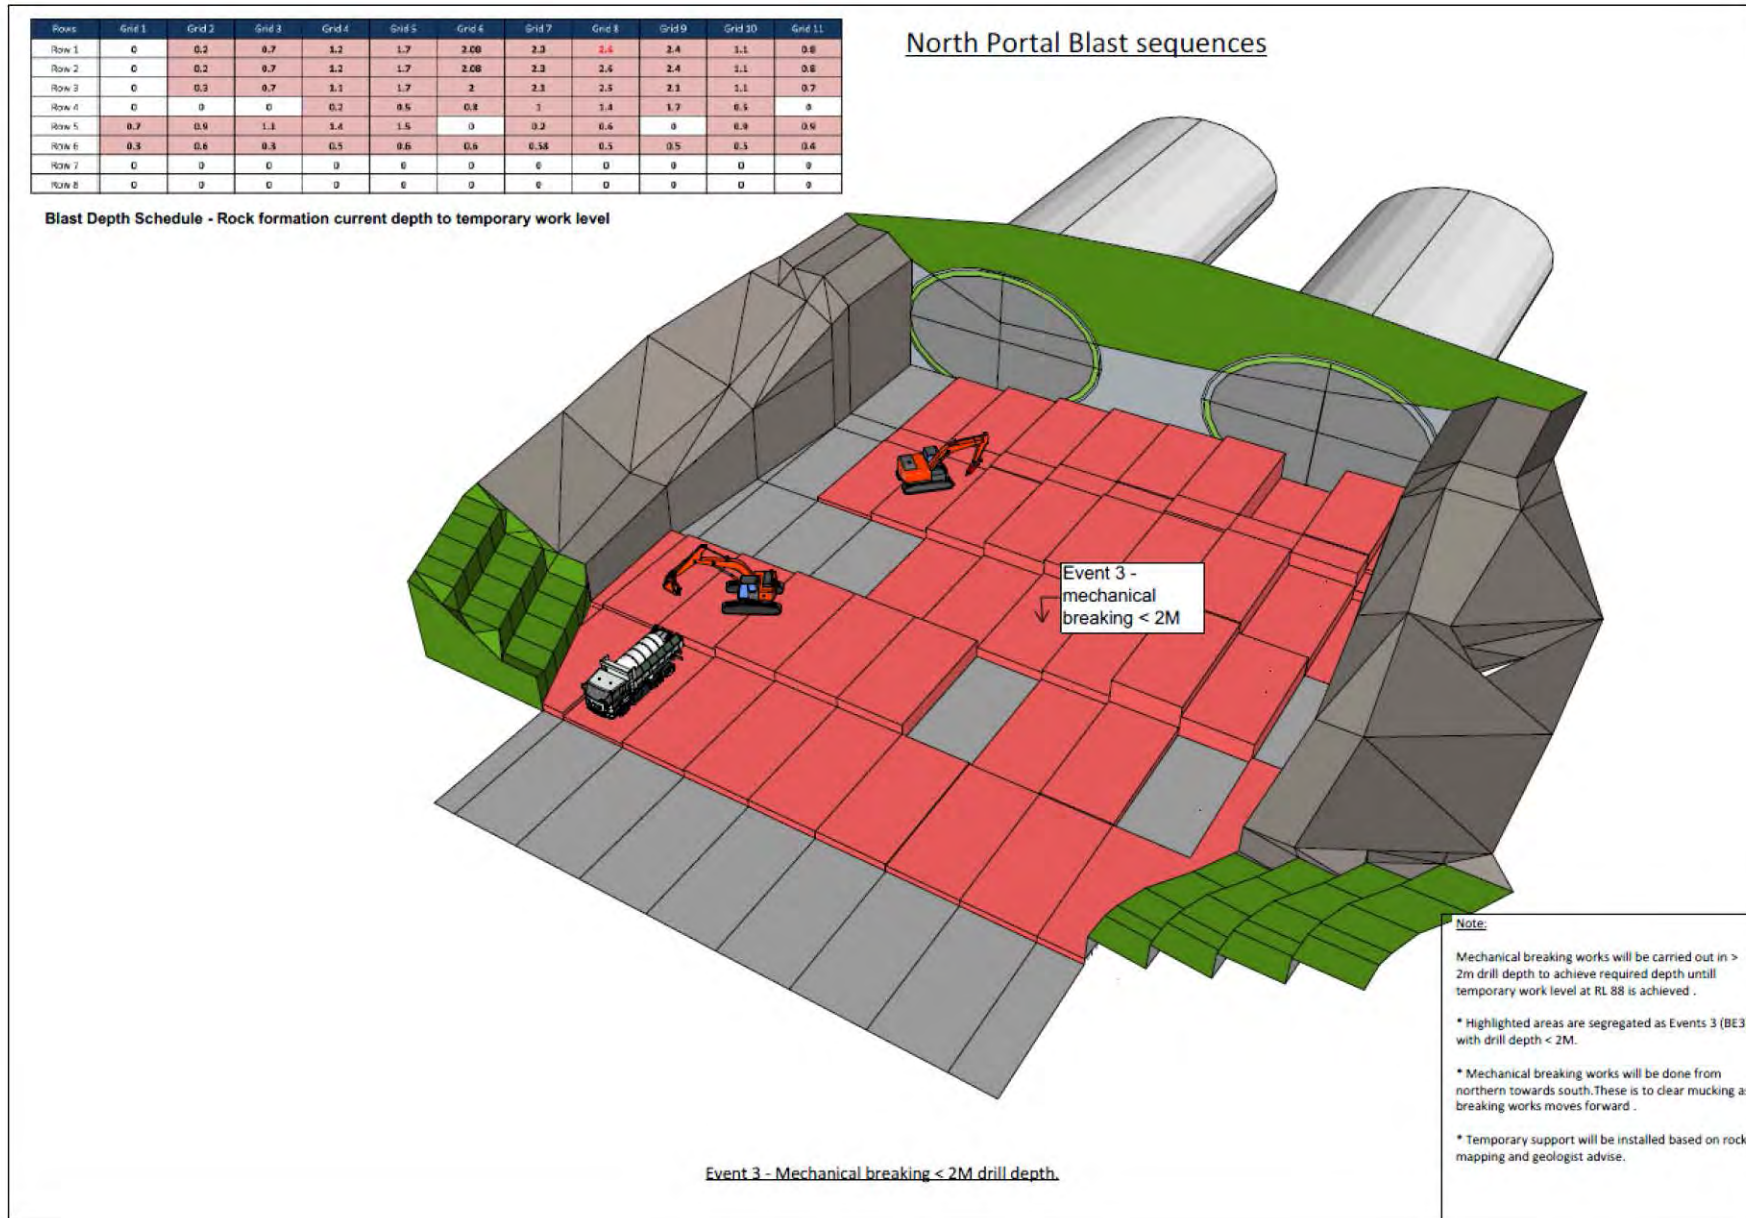 Rows Grid 1 Grid 2 Grid 3 Grid 4 Grid 5 Grid 6 Grid 7 Grid 8 Grid 9 Grid 10 Grid 11
Row 1 0 0.2 0.7 1.2 1.7 2.08 2.3 2.4 1.1 0.8
Row 2 0 0.2 0.7 1.2 1.7 2.08 2.3 2.6 2.4 1.1 0.8
Row 3 0 0.3 0.7 1.1 1.7 2 2.1 2.1 1.1 0.7
Row 4 0 0 0 0.2 0.5 0.8 1 1.4 1.7 0.5 0
Row 5 0.7 0.9 1.1 1.4 1.5 0 0.2 0.6 0 0.9 0.9
Row 6 0.3 0.6 0.3 0.5 0.6 0.6 0.58 0.5 0.5 0.5 0.4
Row 7 0 0 0 0 0 0 0 0 0 0 0
Row 8 0 0 0 0 0 0 0 0 0 0 0
Blast Depth Schedule - Rock formation current depth to temporary work level
North Portal Blast sequences
Event 3 -
mechanical
breaking < 2M
Note:
Mechanical breaking works will be carried out in >
2m drill depth to achieve required depth untill
temporary work level at RL 88 is achieved .
* Highlighted areas are segregated as Events 3 (BE3
with drill depth < 2M.
* Mechanical breaking works will be done from
northern towards south.These is to clear mucking as
breaking works moves forward .
* Temporary support will be installed based on rock
mapping and geologist advise.
Event 3 - Mechanical breaking < 2M drill depth.